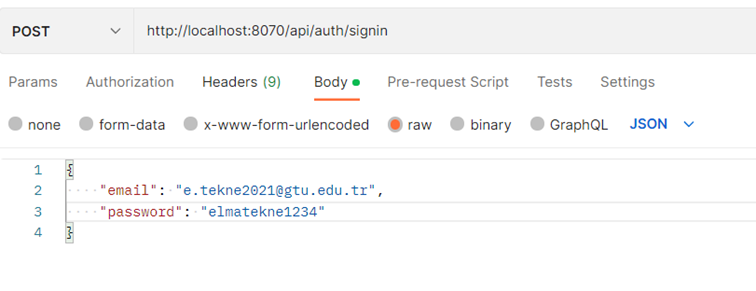 POST http://localhost:8070/api/auth/signin
Params Authorization Headers (9) Body Pre-request Script Tests Settings
none form-data x-www-form-urlencoded raw binary GraphQL JSON
1 {
2 "email": "e.tekne2021@gtu.edu.tr",
3 "password": "elmatekne1234"
4 }